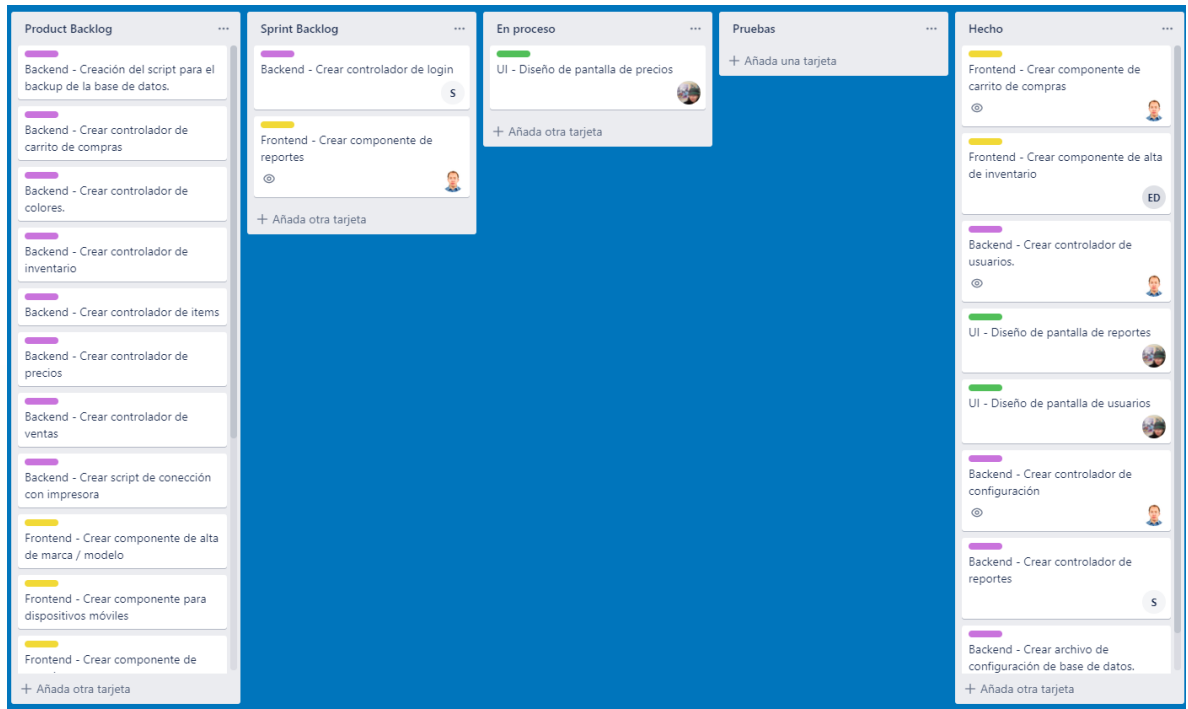 Product Backlog
Backend - Creación del script para el
backup de la base de datos.
Backend - Crear controlador de
carrito de compras
Backend - Crear controlador de
colores.
Backend - Crear controlador de
inventario
Backend - Crear controlador de items
Backend - Crear controlador de
precios
Backend - Crear controlador de
ventas
Backend - Crear script de conección
con impresora
Frontend - Crear componente de alta
de marca / modelo
Frontend - Crear componente para
dispositivos móviles
Frontend - Crear componente de
+ Añada otra tarjeta
Sprint Backlog
Backend - Crear controlador de login
S
Frontend - Crear componente de
reportes
+ Añada otra tarjeta
En proceso
UI - Diseño de pantalla de precios
+ Añada otra tarjeta
Pruebas
+ Añada una tarjeta
Hecho
Frontend - Crear componente de
carrito de compras
Frontend - Crear componente de alta
de inventario
ED
Backend - Crear controlador de
usuarios.
UI - Diseño de pantalla de reportes
UI - Diseño de pantalla de usuarios
Backend - Crear controlador de
configuración
Backend - Crear controlador de
reportes
S
Backend - Crear archivo de
configuración de base de datos.
+ Añada otra tarjeta